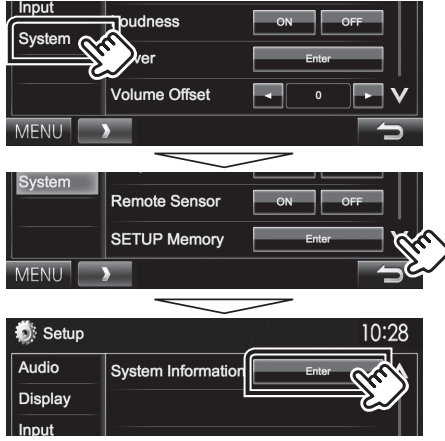 Input
System
oudness ON OFF
ver Enter
Volume Offset 0
MENU
System
Remote Sensor ON OFF
SETUP Memory Enter
MENU
Setup 10:28
Audio System Information Enter
Display
Input